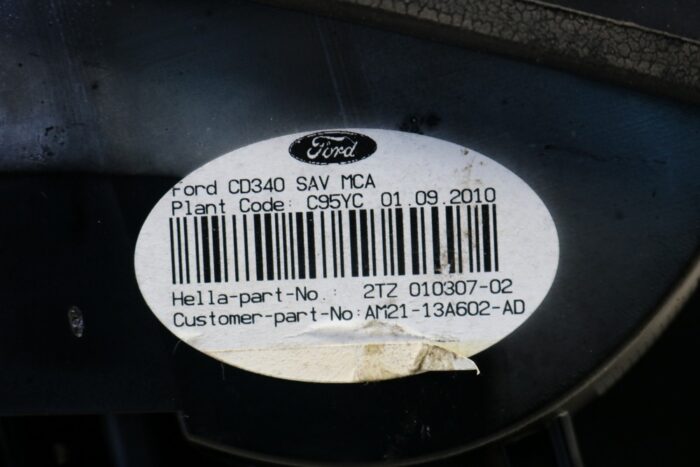 Ford
Ford CD340 SAV MCA
Plant Code: C95YC 01.09.2010
Hella-part-No.: 2TZ 010307-02
Customer-part-No:AM21-13A602-AD